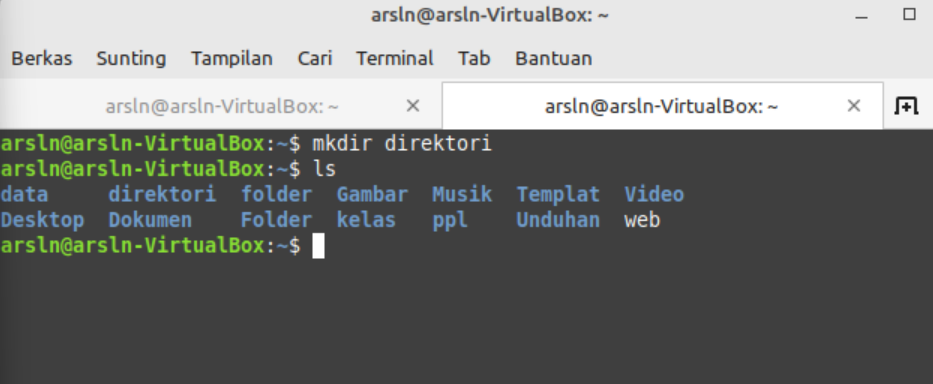 arsln@arsln-VirtualBox: ~
Berkas Sunting Tampilan Cari Terminal Tab Bantuan
arsln@arsln-VirtualBox: ~ arsln@arsln-VirtualBox: ~
arsln@arsln-VirtualBox:~$ mkdir direktori
arsln@arsln-VirtualBox:~$ ls
data direktori folder Gambar Musik Templat Video
Desktop Dokumen Folder kelas ppl Unduhan web
arsln@arsln-VirtualBox:~$